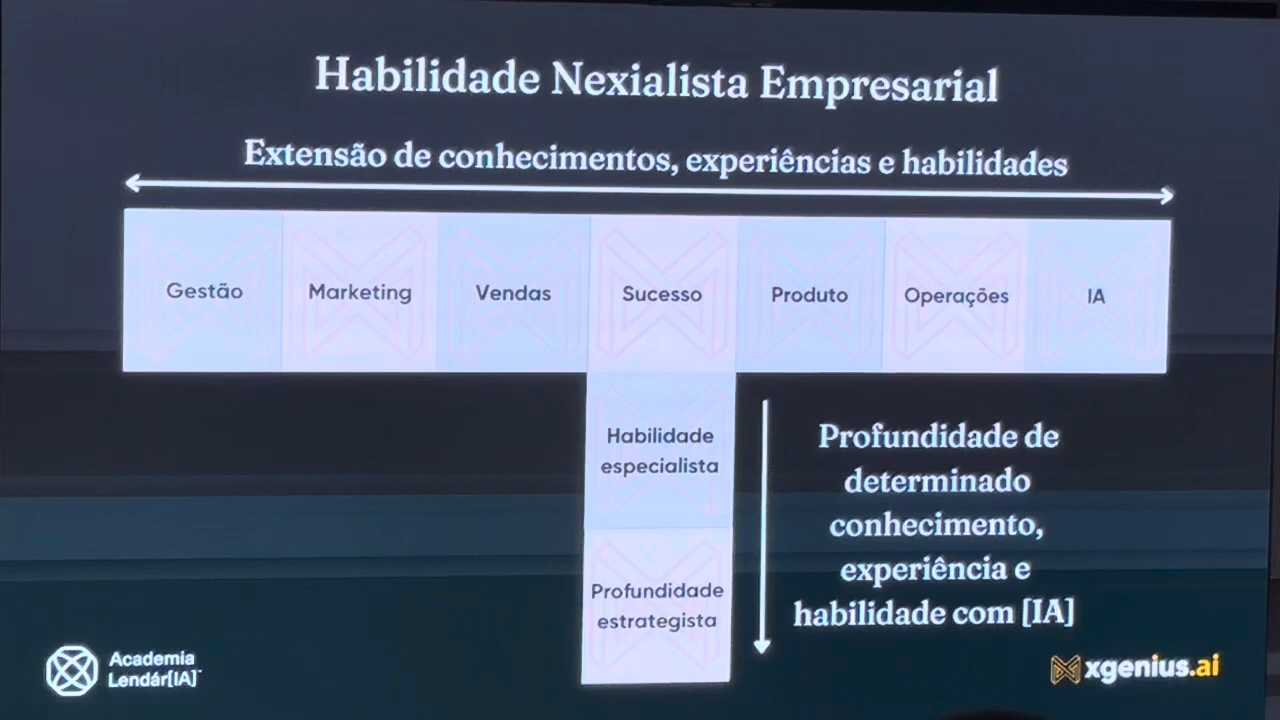 Habilidade Nexialista Empresarial
Extensão de conhecimentos, experiências e habilidades
Gestão
Marketing
Vendas
Sucesso
Produto
Operações
IA
Habilidade
especialista
Profundidade
estrategista
Profundidade de
determinado
conhecimento,
experiência e
habilidade com [IA]
Academia
Lendár[IA]
xgenius.ai